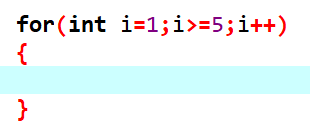 for(int i=1;i>=5;i++)
{
}